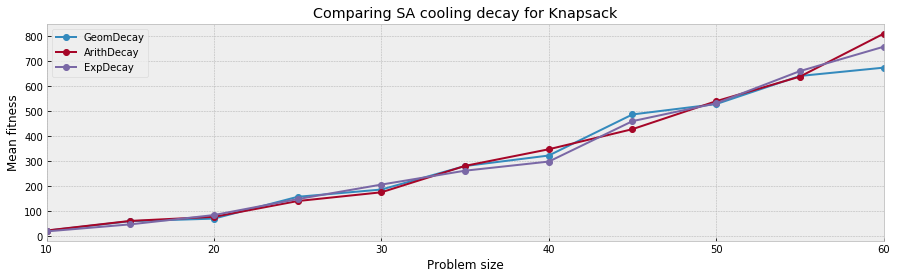 Comparing SA cooling decay for Knapsack
GeomDecay
ArithDecay
ExpDecay
Mean fitness
800
700
600
500
400
300
200
100
0
10 20 30 40 50 60
Problem size